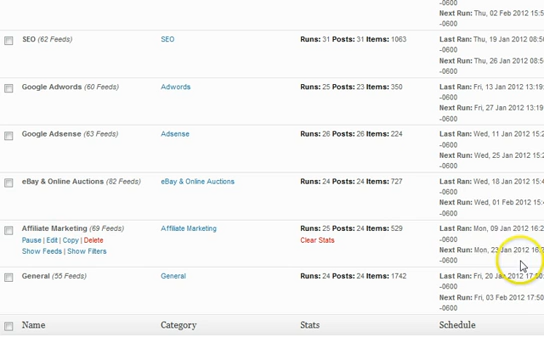 -0600
Next Run: Thu, 02 Feb 2012 15:5
-0600
SEO (62 Feeds) SEO Runs: 31 Posts: 31 Items: 1063 Last Ran: Thu, 19 Jan 2012 08:5
-0600
Next Run: Thu, 26 Jan 2012 08:5
-0600
Google Adwords (60 Feeds) Adwords Runs: 25 Posts: 23 Items: 350 Last Ran: Fri, 13 Jan 2012 13:19
-0600
Next Run: Fri, 27 Jan 2012 13:19
-0600
Google Adsense (63 Feeds) Adsense Runs: 26 Posts: 26 Items: 224 Last Ran: Wed, 11 Jan 2012 15:2
-0600
Next Run: Wed, 25 Jan 2012 15:2
-0600
eBay & Online Auctions (82 Feeds) eBay & Online Auctions Runs: 24 Posts: 24 Items: 727 Last Ran: Wed, 18 Jan 2012 15:4
-0600
Next Run: Wed, 01 Feb 2012 15:4
-0600
Affiliate Marketing (69 Feeds) Affiliate Marketing Runs: 25 Posts: 24 Items: 529 Last Ran: Mon, 09 Jan 2012 16:2
Pause | Edit | Copy | Delete Clear Stats -0600
Show Feeds | Show Filters Next Run: Mon, 23 Jan 2012
-0600
General (55 Feeds) General Runs: 24 Posts: 24 Items: 1742 Last Ran: Fri, 20 Jan 2012 17:50
-0600
Next Run: Fri, 03 Feb 2012 17:50
-0600
Name Category Stats Schedule